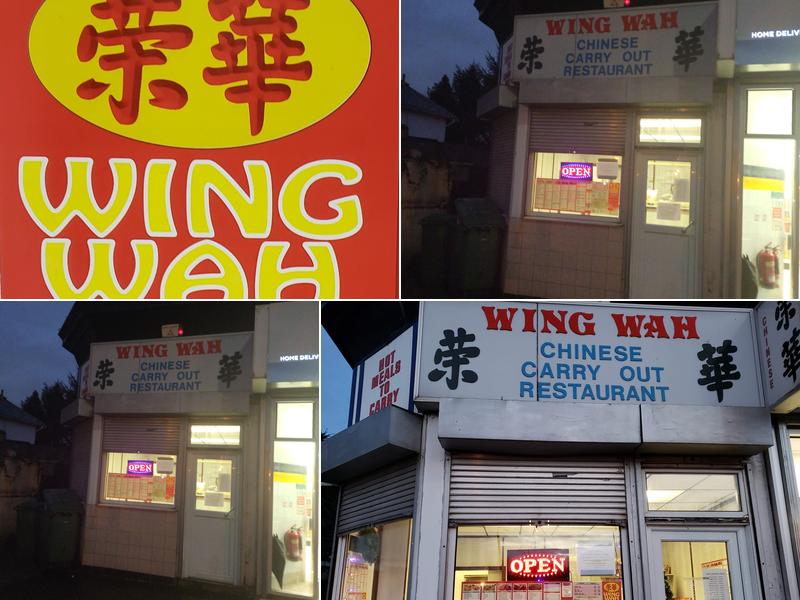 荣 華
WING
WAH
WING WAH
荣 華
CHINESE
CARRY OUT
RESTAURANT
HOME DELIV
OPEN
WING WAH
荣 華
CHINESE
CARRY OUT
RESTAURANT
HOME DELIV
OPEN
HOT
MEALS
TO
CARRY
WING WAH
荣 華
CHINESE
CARRY OUT
RESTAURANT
CHINESE
OPEN
WING